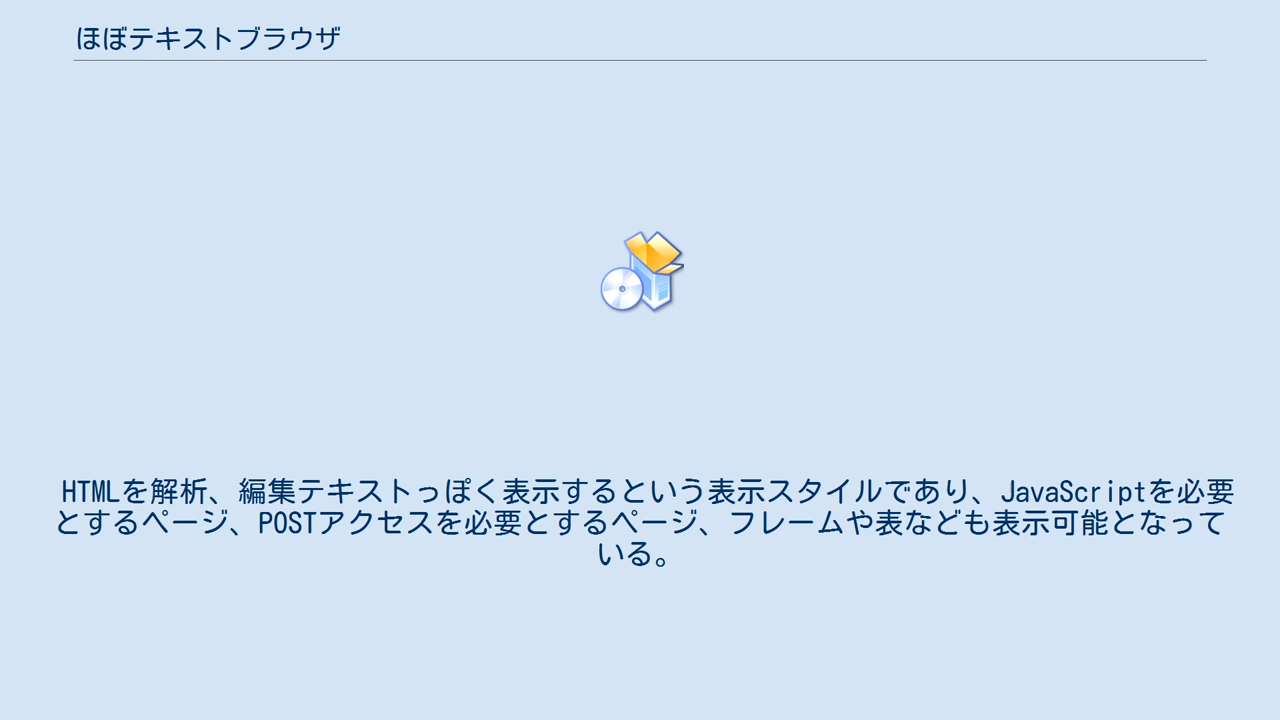 ほぼテキストブラウザ
HTMLを解析、編集テキストっぽく表示するという表示スタイルであり、JavaScriptを必要
とするページ、POSTアクセスを必要とするページ、フレームや表なども表示可能となって
いる。